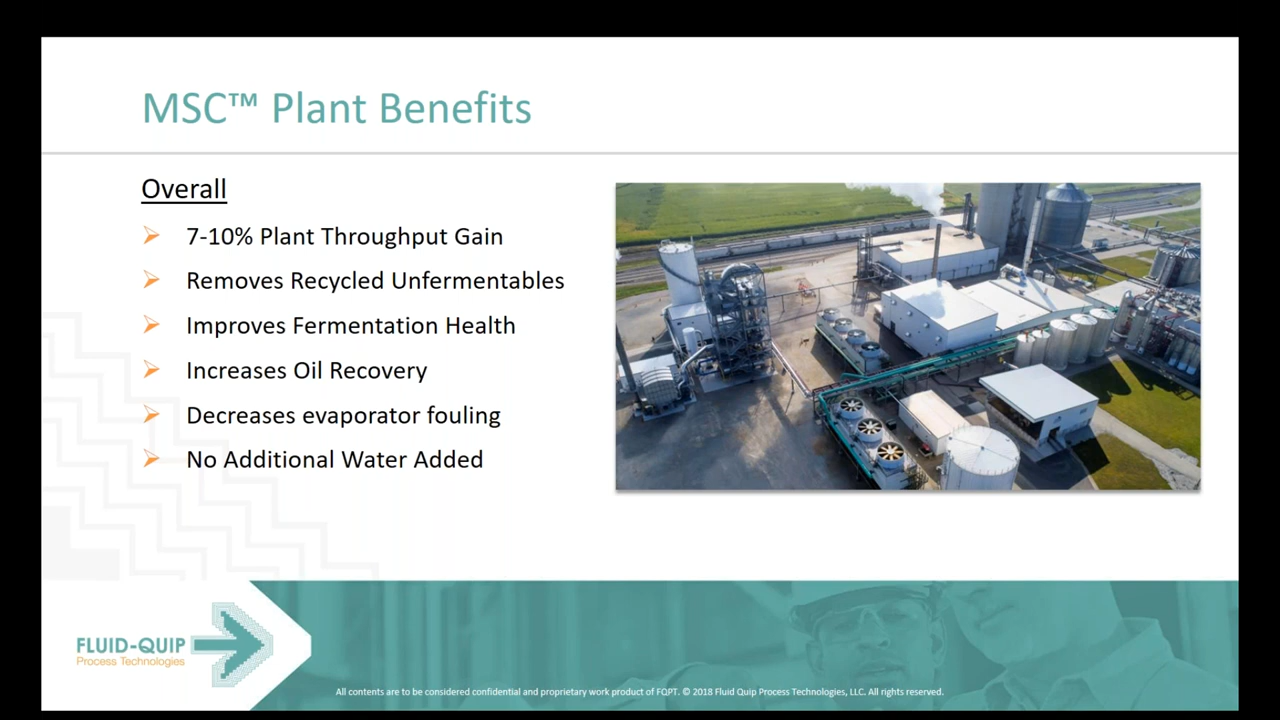 MSC™ Plant Benefits
Overall
7-10% Plant Throughput Gain
Removes Recycled Unfermentables
Improves Fermentation Health
Increases Oil Recovery
Decreases evaporator fouling
No Additional Water Added
FLUID-QUIP
Process Technologies
All contents are to be considered confidential and proprietary work product of FQPT. © 2018 Fluid Quip Process Technologies, LLC. All rights reserved.